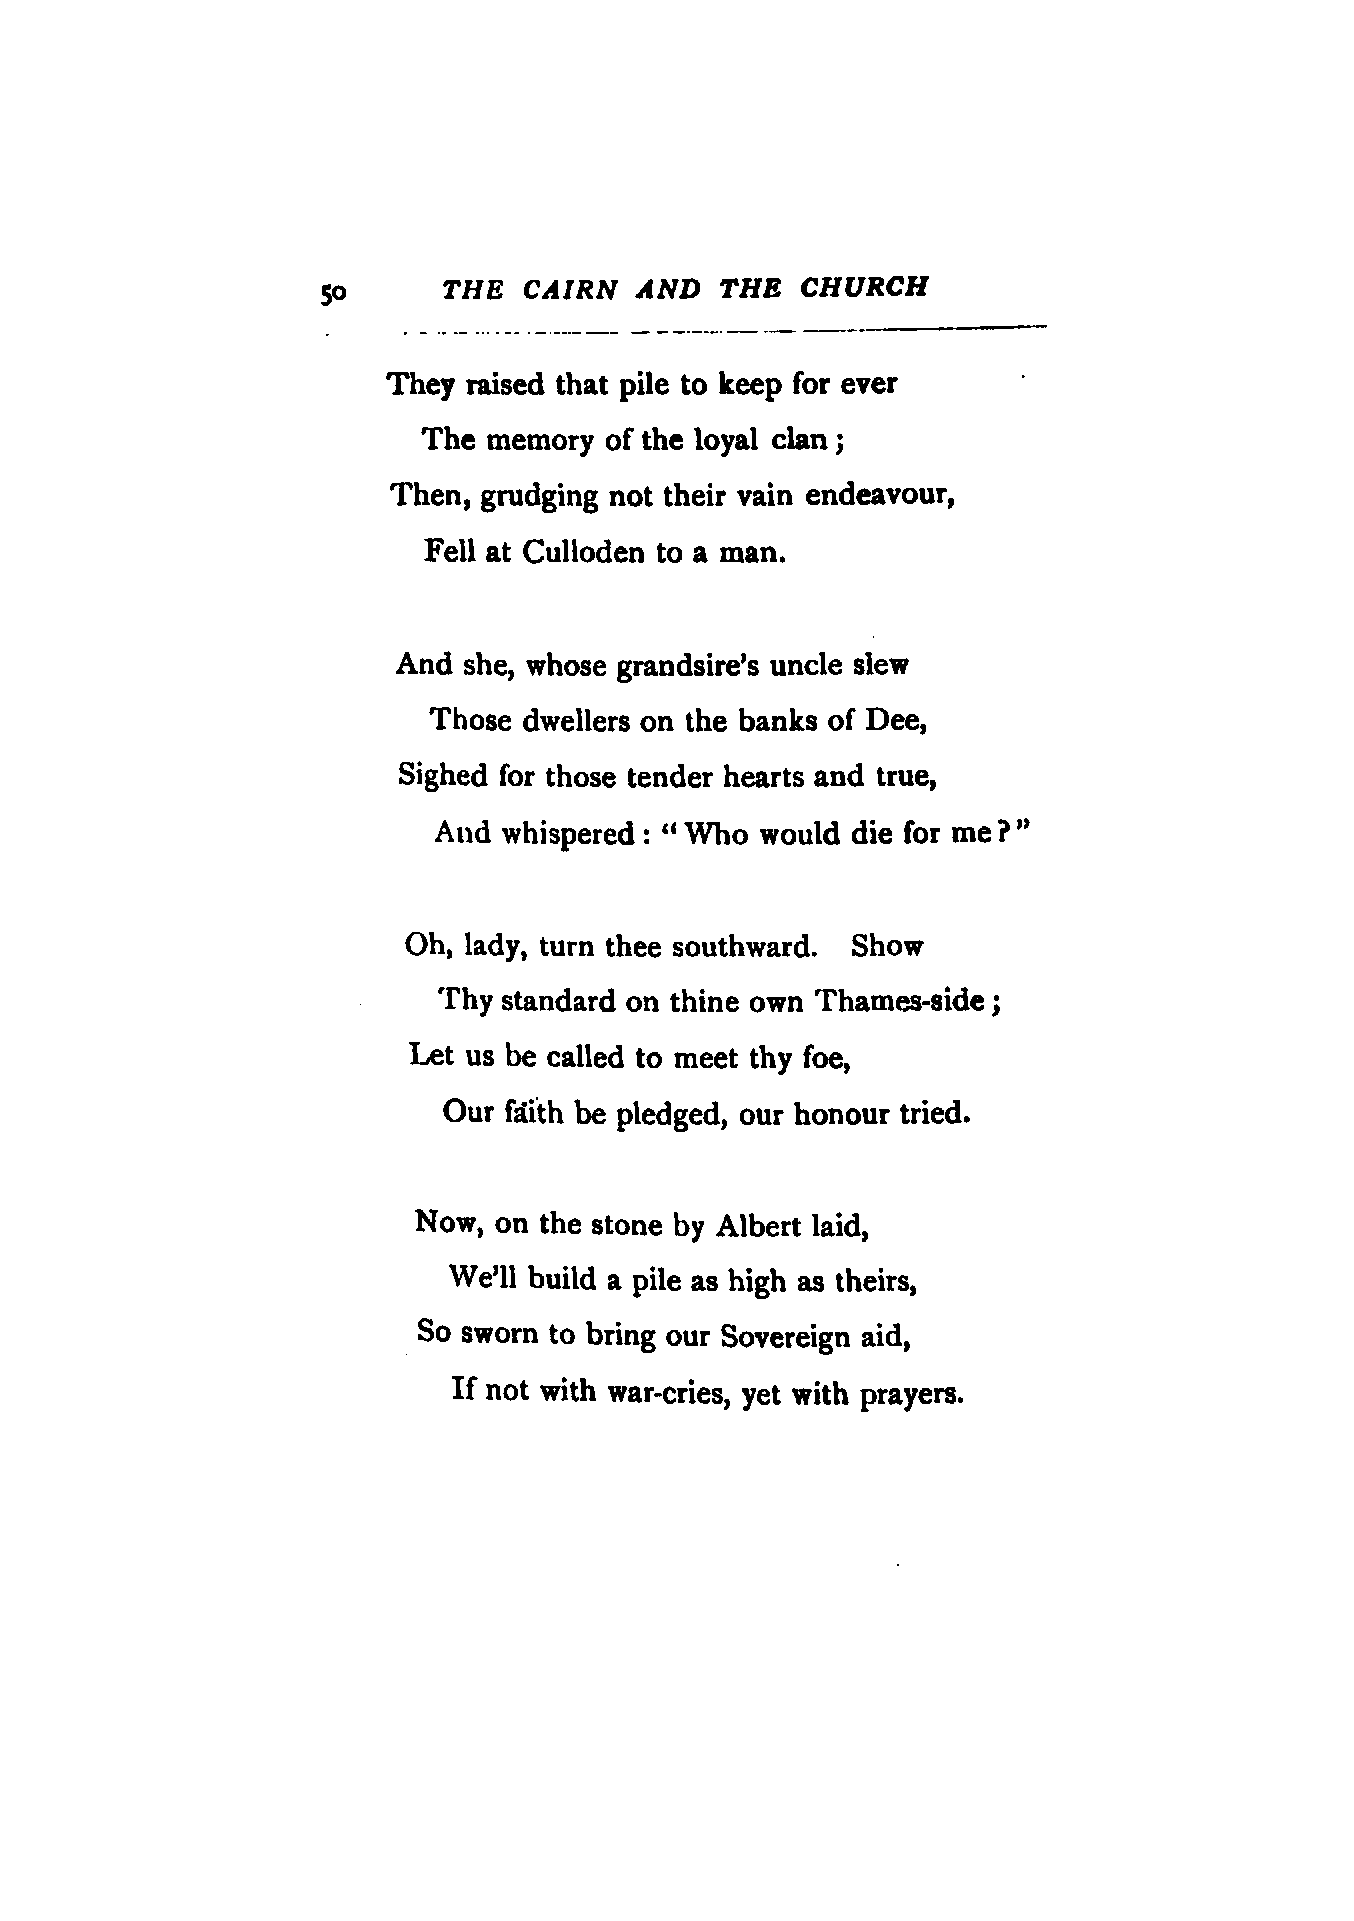 50 THE CAIRN AND THE CHURCH
They raised that pile to keep for ever
The memory of the loyal clan ;
Then, grudging not their vain endeavour,
Fell at Culloden to a man.
And she, whose grandsire's uncle slew
Those dwellers on the banks of Dee,
Sighed for those tender hearts and true,
And whispered : “ Who would die for me ? ”
Oh, lady, turn thee southward. Show
Thy standard on thine own Thames-side ;
Let us be called to meet thy foe,
Our faith be pledged, our honour tried.
Now, on the stone by Albert laid,
We'll build a pile as high as theirs,
So sworn to bring our Sovereign aid,
If not with war-cries, yet with prayers.